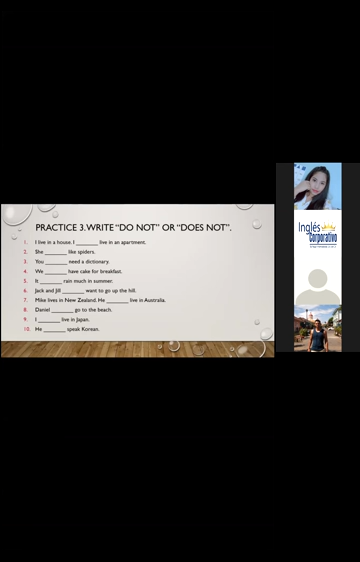 PRACTICE 3. WRITE "DO NOT" OR "DOES NOT".
1. I live in a house. I ________ live in an apartment.
2. She ________ like spiders.
3. You ________ need a dictionary.
4. We ________ have cake for breakfast.
5. It ________ rain much in summer.
6. Jack and Jill ________ want to go up the hill.
7. Mike lives in New Zealand. He ________ live in Australia.
8. Daniel ________ go to the beach.
9. I ________ live in Japan.
10. He ________ speak Korean.
Inglés
Corporativo